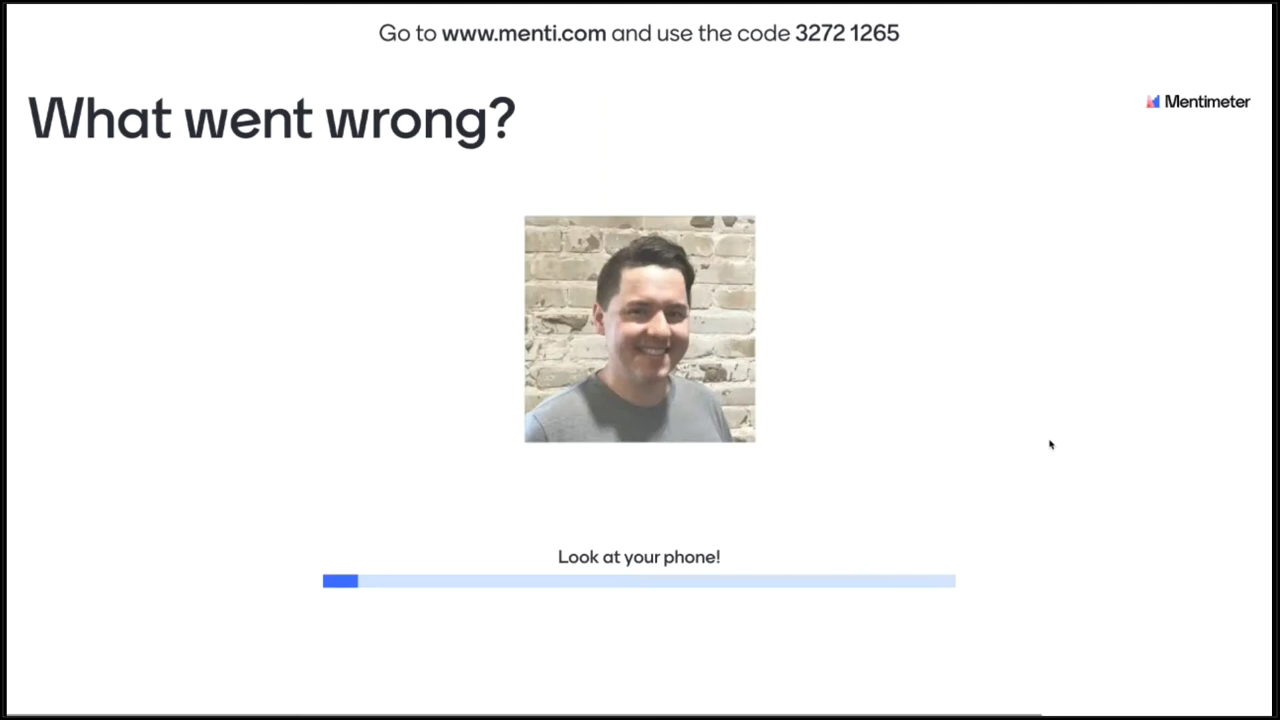 Go to www.menti.com and use the code 3272 1265
What went wrong?
Mentimeter
Look at your phone!